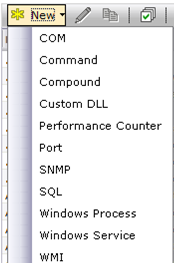 New
COM
Command
Compound
Custom DLL
Performance Counter
Port
SNMP
SQL
Windows Process
Windows Service
WMI